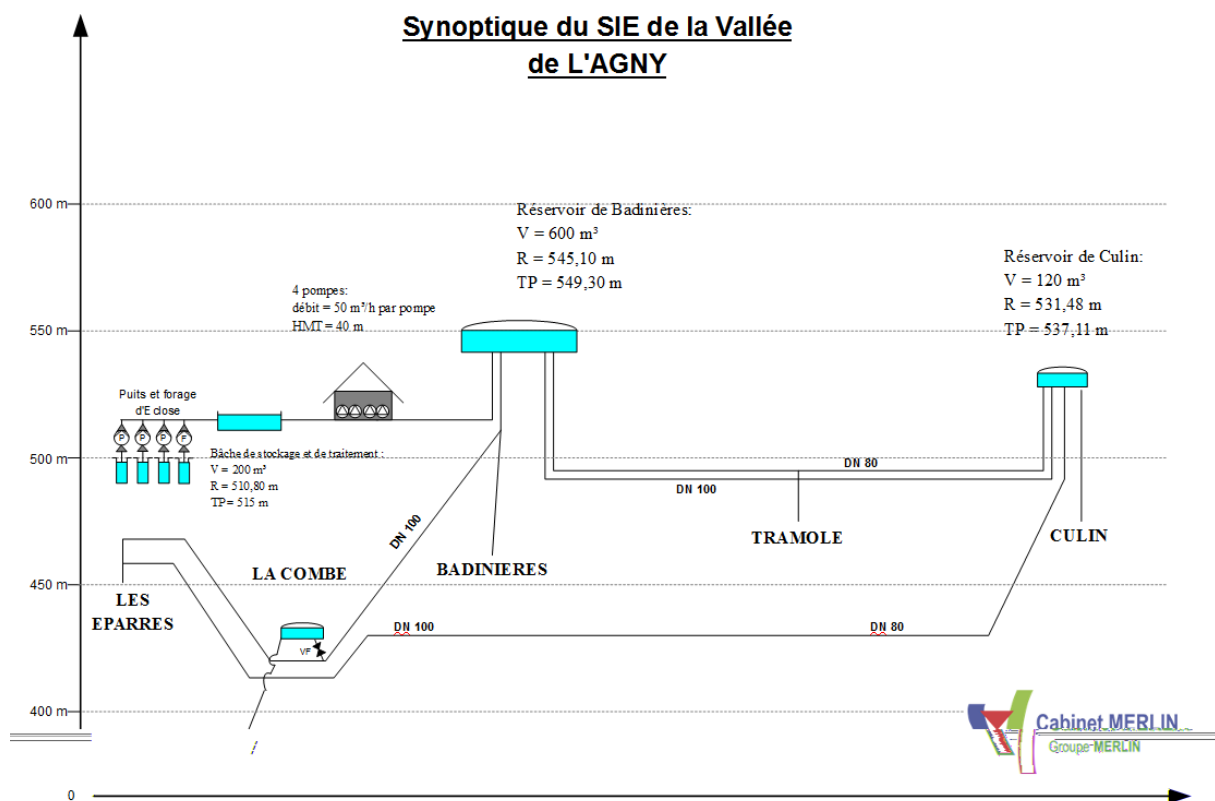 Synoptique du SIE de la Vallée
de L'AGNY
600 m
Réservoir de Badinières:
V = 600 m³
R = 545,10 m
TP = 549,30 m
Réservoir de Culin:
V = 120 m³
R = 531,48 m
TP = 537,11 m
4 pompes:
débit = 50 m³/h par pompe
HMT = 40 m
550 m
Puits et forage
d'E close
P P P F
Bâche de stockage et de traitement :
V = 200 m³
R = 510,80 m
TP = 515 m
500 m
DN 80
DN 100
DN 100
TRAMOLE
CULIN
BADINIERES
LA COMBE
450 m
LES
EPARRES
DN 100
DN 80
VF
400 m
Cabinet MERLIN
Groupe MERLIN
0